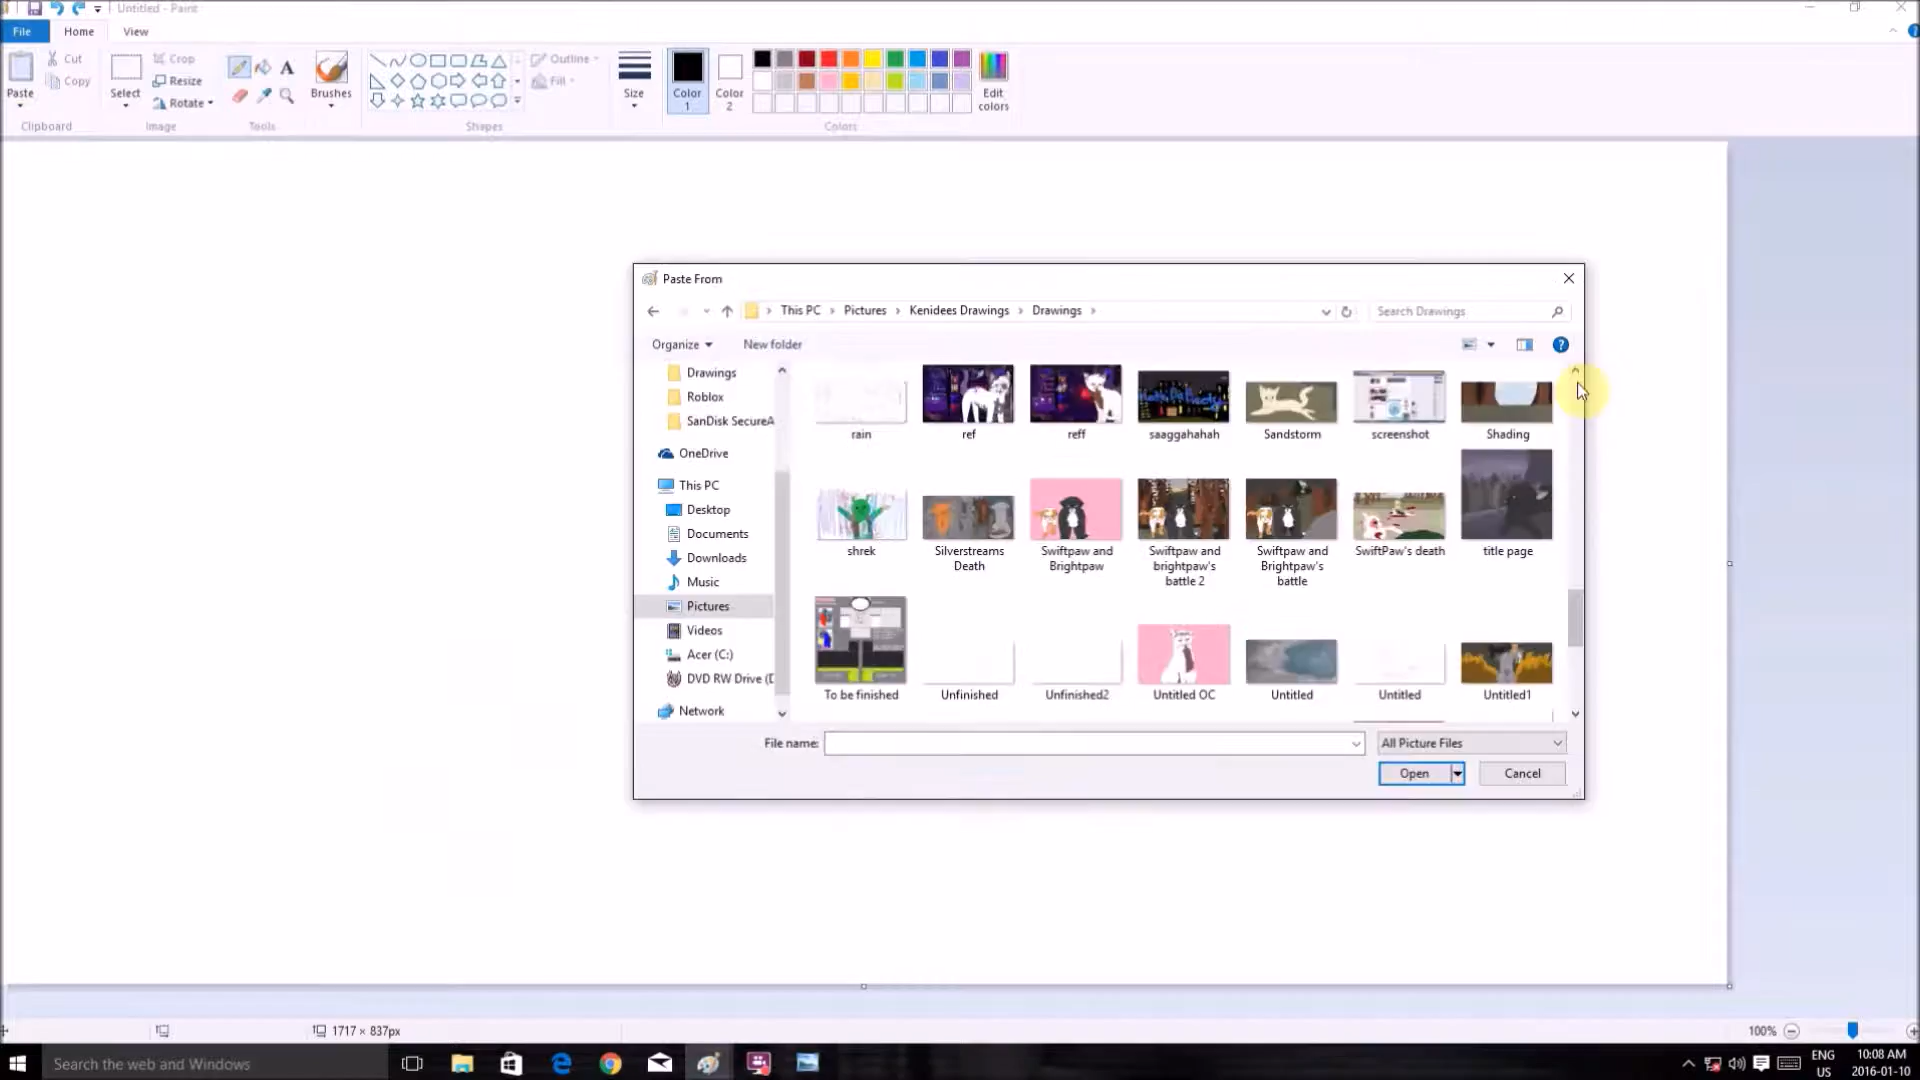 Untitled - Paint
File Home View
Paste Cut Copy Select Crop Resize Rotate Brushes Outline Fill Size Color 1 Color 2 Edit colors
Clipboard Image Tools Shapes Colors
Paste From
This PC Pictures Kenidees Drawings Drawings
Search Drawings
Organize New folder
Drawings
Roblox
SanDisk SecureA
OneDrive
This PC
Desktop
Documents
Downloads
Music
Pictures
Videos
Acer (C:)
DVD RW Drive (D
Network
rain ref reff saaggahahah Sandstorm screenshot Shading
shrek Silverstreams Death Swiftpaw and Brightpaw Swiftpaw and brightpaw's battle 2 Swiftpaw and Brightpaw's battle SwiftPaw's death title page
To be finished Unfinished Unfinished2 Untitled OC Untitled Untitled Untitled1
File name: All Picture Files
Open Cancel
1717 × 837px
100%
Search the web and Windows
ENG
US
10:08 AM
2016-01-10